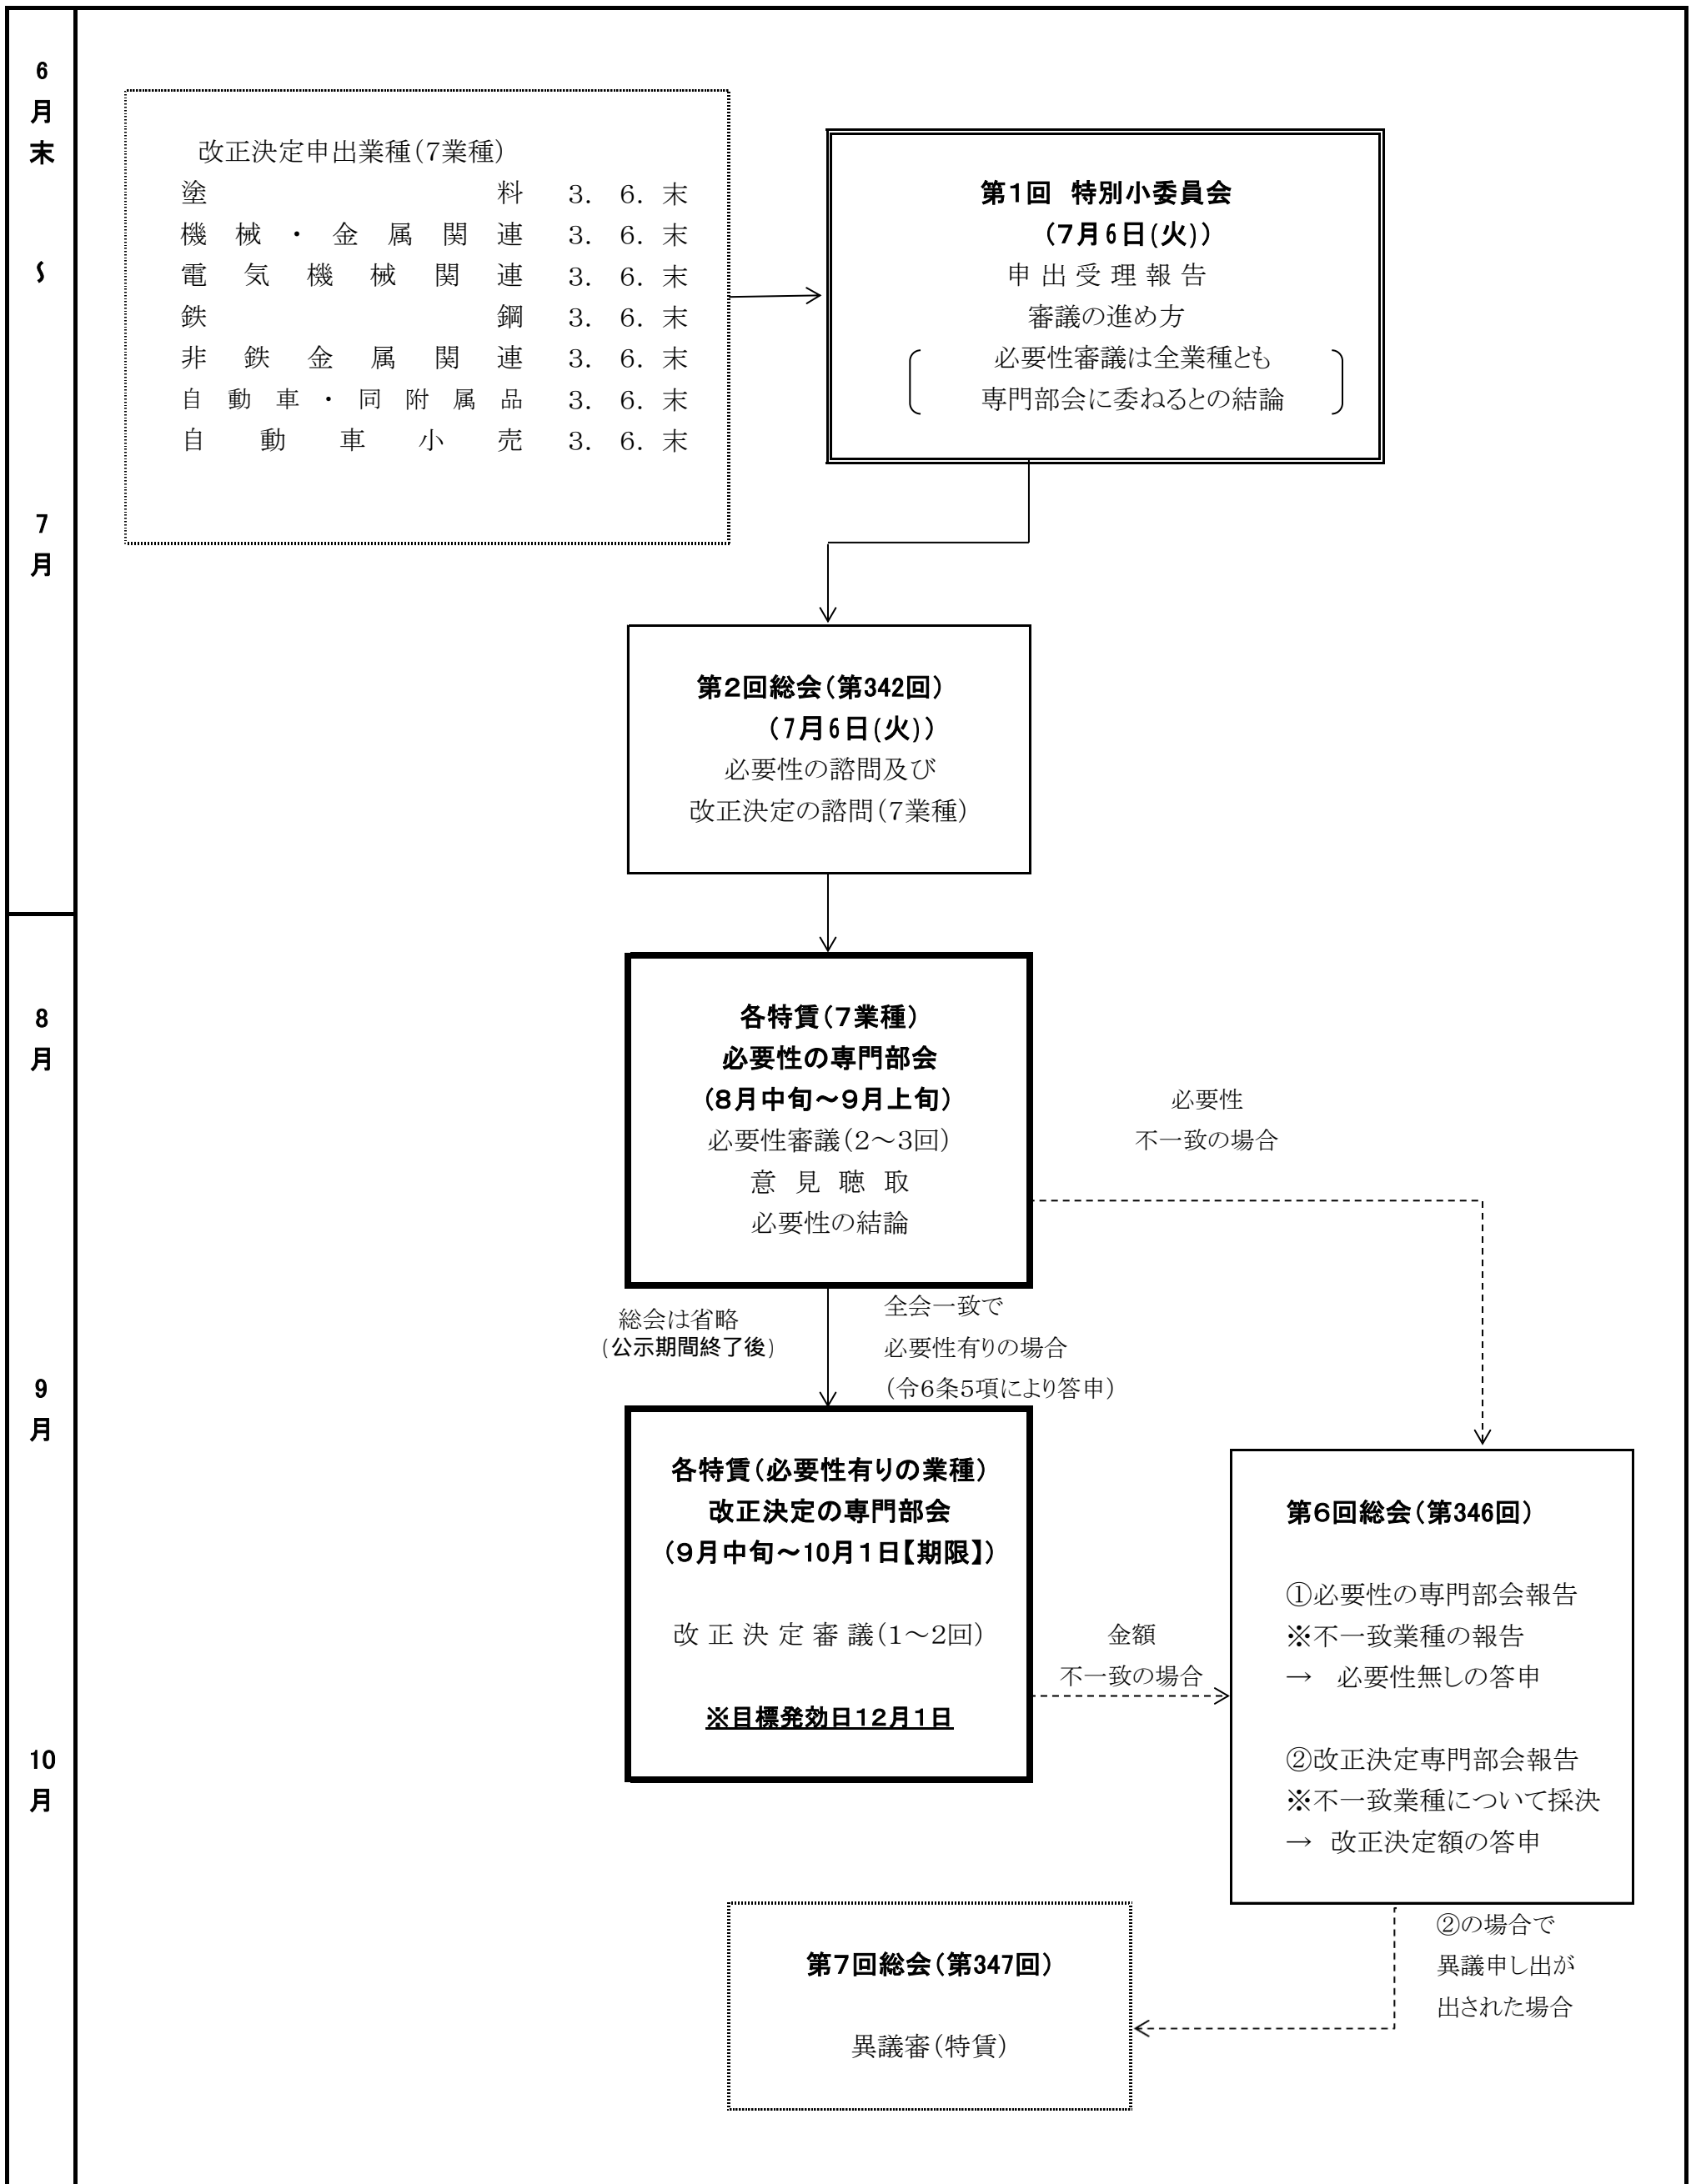 6
月
末
~
7
月
改正決定申出業種(7業種)
塗料 3. 6. 末
機械・金属関連 3. 6. 末
電気機械関連 3. 6. 末
鉄鋼 3. 6. 末
非鉄金属関連 3. 6. 末
自動車・同附属品 3. 6. 末
自動車小売 3. 6. 末
第1回 特別小委員会
(7月6日(火))
申出受理報告
審議の進め方
必要性審議は全業種とも
専門部会に委ねるとの結論
第2回総会(第342回)
(7月6日(火))
必要性の諮問及び
改正決定の諮問(7業種)
8
月
各特賃(7業種)
必要性の専門部会
(8月中旬～9月上旬)
必要性審議(2～3回)
意見聴取
必要性の結論
必要性
不一致の場合
総会は省略
(公示期間終了後)
全会一致で
必要性有りの場合
(令6条5項により答申)
9
月
各特賃(必要性有りの業種)
改正決定の専門部会
(9月中旬～10月1日【期限】)
改正決定審議(1～2回)
※目標発効日12月1日
金額
不一致の場合
第6回総会(第346回)
①必要性の専門部会報告
※不一致業種の報告
→ 必要性無しの答申
②改正決定専門部会報告
※不一致業種について採決
→ 改正決定額の答申
10
月
②の場合で
異議申し出が
出された場合
第7回総会(第347回)
異議審(特賃)